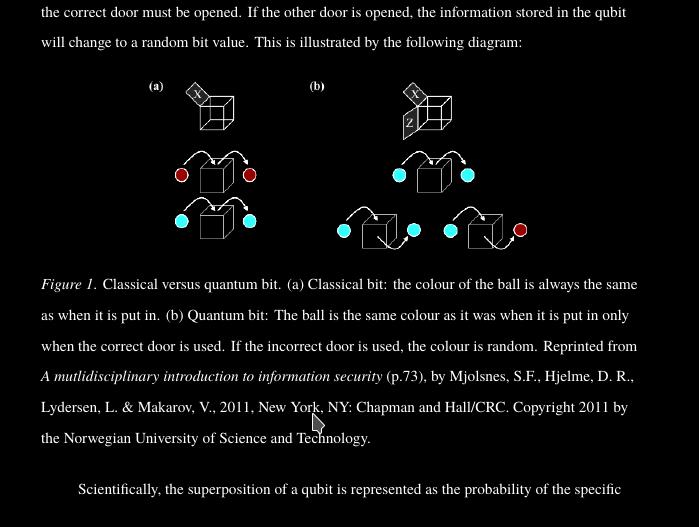 the correct door must be opened. If the other door is opened, the information stored in the qubit
will change to a random bit value. This is illustrated by the following diagram:
(a) (b)
X X
Z
Figure 1. Classical versus quantum bit. (a) Classical bit: the colour of the ball is always the same
as when it is put in. (b) Quantum bit: The ball is the same colour as it was when it is put in only
when the correct door is used. If the incorrect door is used, the colour is random. Reprinted from
A mutlidisciplinary introduction to information security (p.73), by Mjolsnes, S.F., Hjelme, D. R.,
Lydersen, L. & Makarov, V., 2011, New York, NY: Chapman and Hall/CRC. Copyright 2011 by
the Norwegian University of Science and Technology.
Scientifically, the superposition of a qubit is represented as the probability of the specific